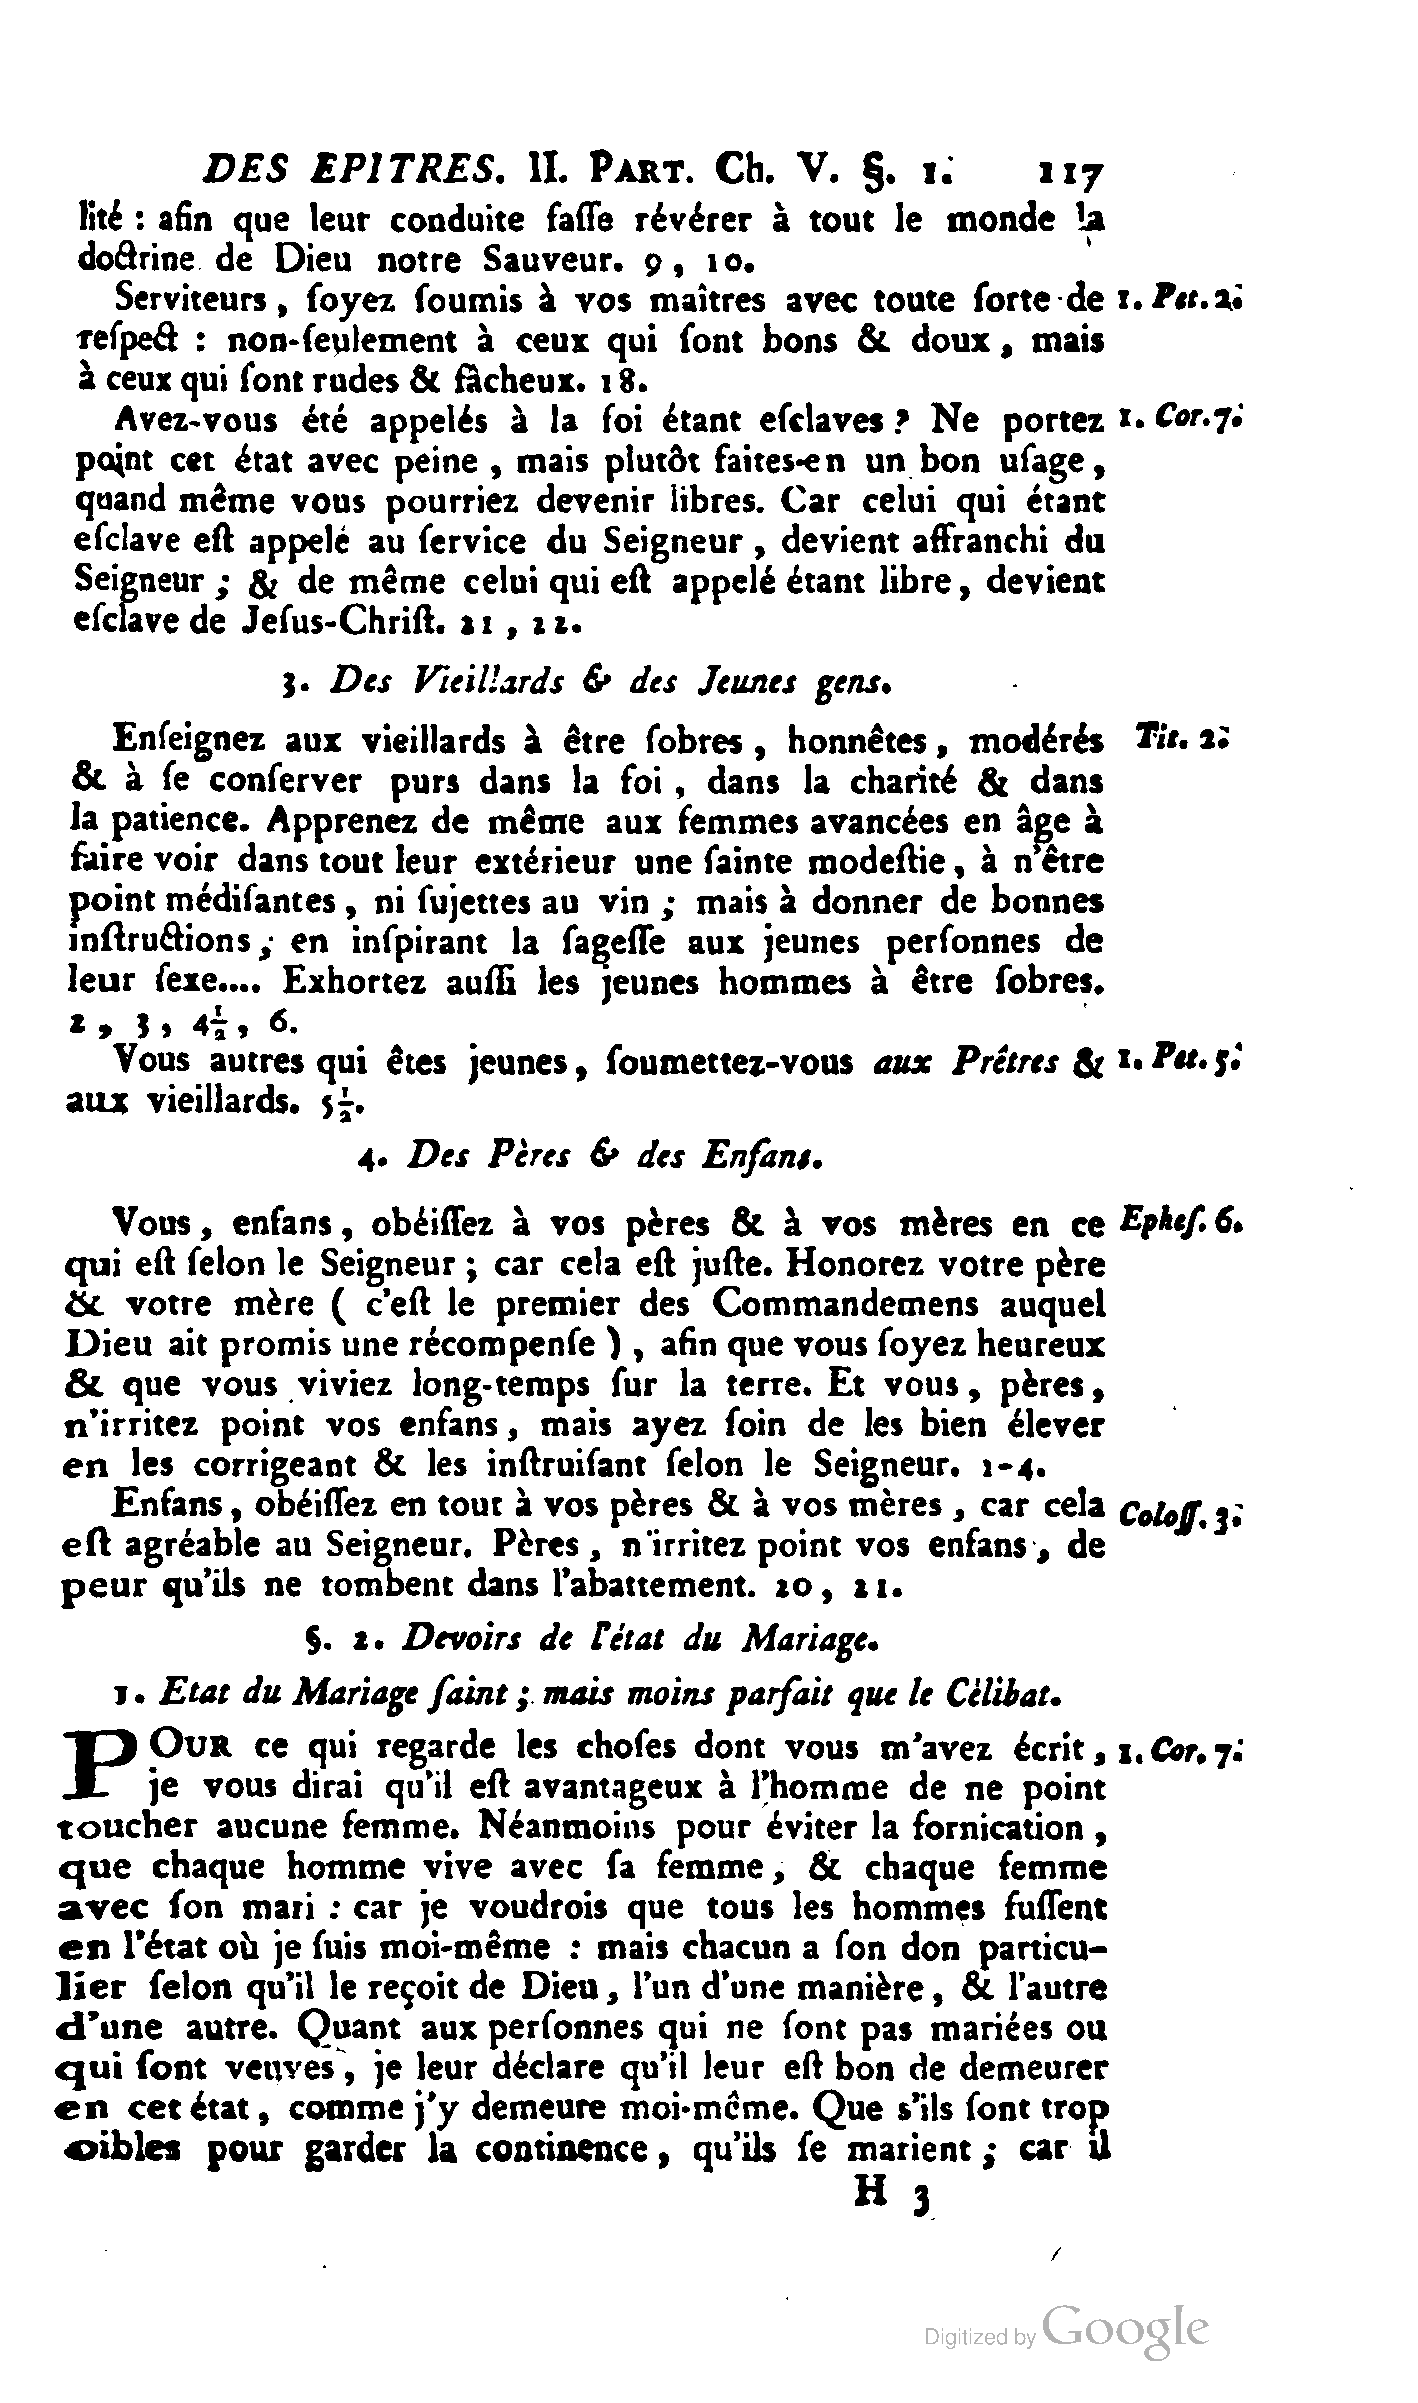 DES EPITRES. II. PART. Ch. V. §. 1. 117
lité : afin que leur conduite faſſe révérer à tout le monde la
doctrine de Dieu notre Sauveur. 9, 10.
Serviteurs, ſoyez ſoumis à vos maîtres avec toute ſorte de 1. Pet. 2.
reſpect : non-ſeulement à ceux qui ſont bons & doux, mais
à ceux qui ſont rudes & fâcheux. 18.
Avez-vous été appelés à la foi étant eſclaves ? Ne portez 1. Cor. 7.
point cet état avec peine, mais plutôt faites-en un bon uſage,
quand même vous pourriez devenir libres. Car celui qui étant
eſclave eſt appelé au ſervice du Seigneur, devient affranchi du
Seigneur ; & de même celui qui eſt appelé étant libre, devient
eſclave de Jeſus-Chriſt. 21, 22.
3. Des Vieillards & des Jeunes gens.
Enſeignez aux vieillards à être ſobres, honnêtes, modérés Tit. 2.
& à ſe conſerver purs dans la foi, dans la charité & dans
la patience. Apprenez de même aux femmes avancées en âge à
faire voir dans tout leur extérieur une ſainte modeſtie, à n'être
point médiſantes, ni ſujettes au vin ; mais à donner de bonnes
inſtructions ; en inſpirant la ſageſſe aux jeunes perſonnes de
leur ſexe.... Exhortez auſſi les jeunes hommes à être ſobres.
2, 3, 4½, 6.
Vous autres qui êtes jeunes, ſoumettez-vous aux Prêtres & 1. Pet. 5.
aux vieillards. 5½.
4. Des Pères & des Enfans.
Vous, enfans, obéiſſez à vos pères & à vos mères en ce Epheſ. 6.
qui eſt ſelon le Seigneur ; car cela eſt juſte. Honorez votre père
& votre mère ( c'eſt le premier des Commandemens auquel
Dieu ait promis une récompenſe ), afin que vous ſoyez heureux
& que vous viviez long-temps ſur la terre. Et vous, pères,
n'irritez point vos enfans, mais ayez ſoin de les bien élever
en les corrigeant & les inſtruiſant ſelon le Seigneur. 1-4.
Enfans, obéiſſez en tout à vos pères & à vos mères, car cela Coloſſ. 3.
eſt agréable au Seigneur. Pères, n'irritez point vos enfans, de
peur qu'ils ne tombent dans l'abattement. 20, 21.
§. 2. Devoirs de l'état du Mariage.
1. Etat du Mariage ſaint ; mais moins parfait que le Célibat.
POUR ce qui regarde les choſes dont vous m'avez écrit, 1. Cor. 7.
je vous dirai qu'il eſt avantageux à l'homme de ne point
toucher aucune femme. Néanmoins pour éviter la fornication,
que chaque homme vive avec ſa femme, & chaque femme
avec ſon mari : car je voudrois que tous les hommes fuſſent
en l'état où je ſuis moi-même : mais chacun a ſon don particu-
lier ſelon qu'il le reçoit de Dieu, l'un d'une manière, & l'autre
d'une autre. Quant aux perſonnes qui ne ſont pas mariées ou
qui ſont veuves, je leur déclare qu'il leur eſt bon de demeurer
en cet état, comme j'y demeure moi-même. Que s'ils ſont trop
oibles pour garder la continence, qu'ils ſe marient ; car il
H 3
Digitized by Google